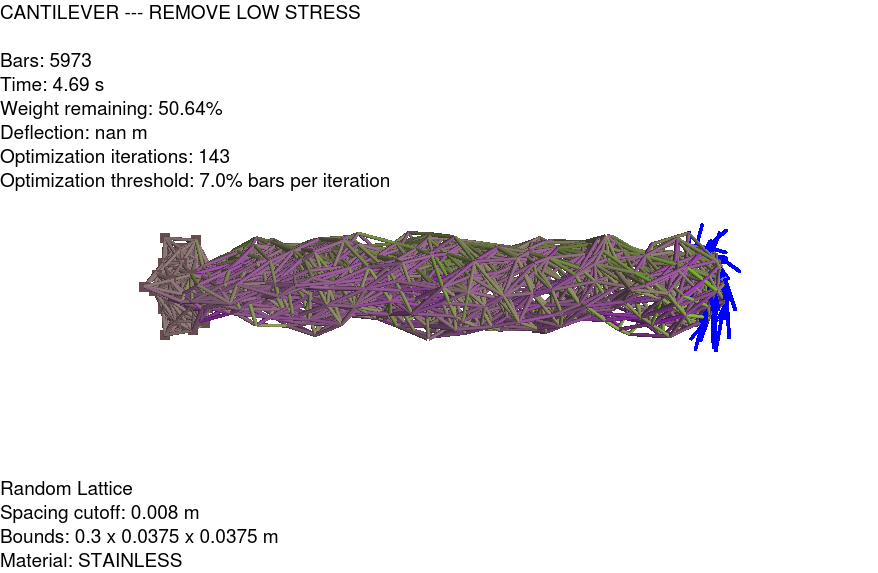 CANTILEVER --- REMOVE LOW STRESS
Bars: 5973
Time: 4.69 s
Weight remaining: 50.64%
Deflection: nan m
Optimization iterations: 143
Optimization threshold: 7.0% bars per iteration
Random Lattice
Spacing cutoff: 0.008 m
Bounds: 0.3 x 0.0375 x 0.0375 m
Material: STAINLESS